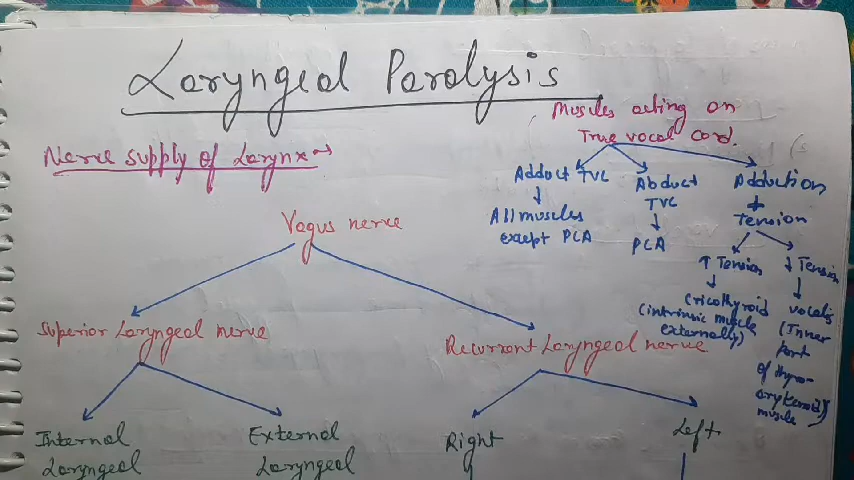 Laryngeal Paralysis
Muscles acting on
True vocal cord.
Nerve supply of Larynx →
Adduct TVC
↓
All muscles
except PCA
Abduct
TVC
↓
PCA
Adduction
+
Tension
↑ Tension
↓
Cricothyroid
(intrinsic muscle
externally)
↓ Tension
↓
vocalis
(Inner
part
of thyro-
arytenoid
muscle)
Vagus nerve
Superior Laryngeal nerve
Recurrent Laryngeal nerve
Internal
Laryngeal
External
Laryngeal
Right
Left